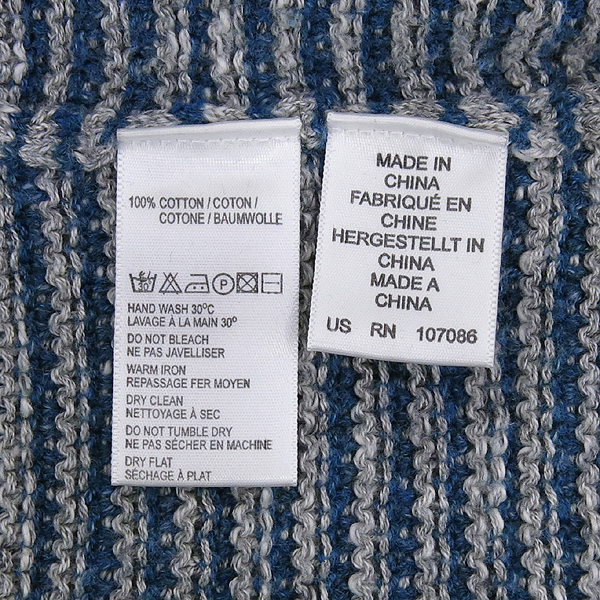 100% COTTON / COTON /
COTONE / BAUMWOLLE
HAND WASH 30°C
LAVAGE À LA MAIN 30°
DO NOT BLEACH
NE PAS JAVELLISER
WARM IRON
REPASSAGE FER MOYEN
DRY CLEAN
NETTOYAGE À SEC
DO NOT TUMBLE DRY
NE PAS SÉCHER EN MACHINE
DRY FLAT
SÉCHAGE À PLAT
MADE IN
CHINA
FABRIQUÉ EN
CHINE
HERGESTELLT IN
CHINA
MADE A
CHINA
US RN 107086